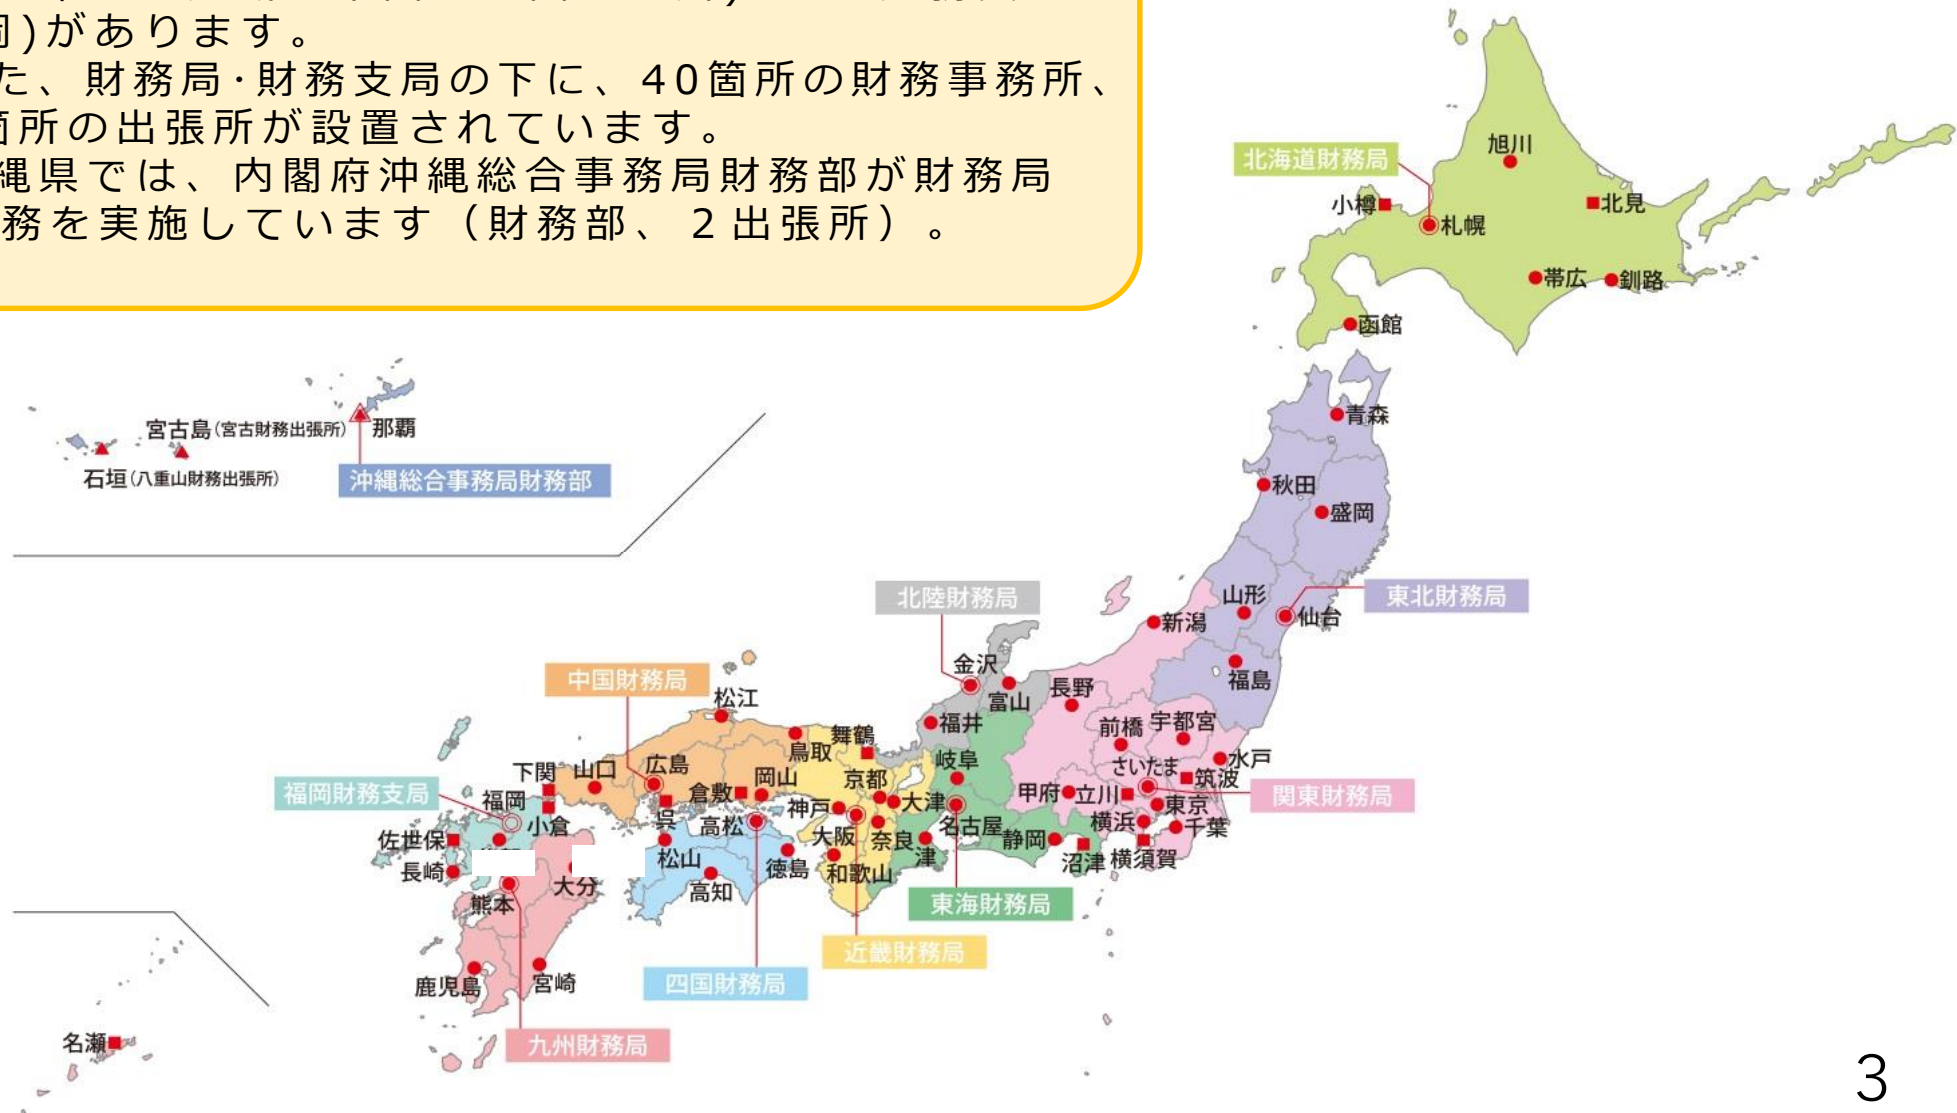 司)があります。
た、財務局･財務支局の下に、40箇所の財務事務所、
箇所の出張所が設置されています。
縄県では、内閣府沖縄総合事務局財務部が財務局
務を実施しています（財務部、２出張所）。
北海道財務局
旭川
小樽
北見
札幌
帯広
釧路
函館
青森
秋田
盛岡
宮古島(宮古財務出張所)
那覇
石垣(八重山財務出張所)
沖縄総合事務局財務部
北陸財務局
東北財務局
山形
仙台
新潟
福島
金沢
富山
長野
福井
中国財務局
松江
鳥取
舞鶴
前橋
宇都宮
水戸
岐阜
さいたま
筑波
下関
山口
広島
岡山
京都
倉敷
福岡財務支局
福岡
小倉
神戸
大津
甲府
立川
関東財務局
東京
千葉
横浜
呉
高松
大阪
奈良
名古屋
津
静岡
沼津
横須賀
佐世保
長崎
松山
高知
徳島
和歌山
大分
熊本
東海財務局
近畿財務局
四国財務局
鹿児島
宮崎
九州財務局
名瀬
3